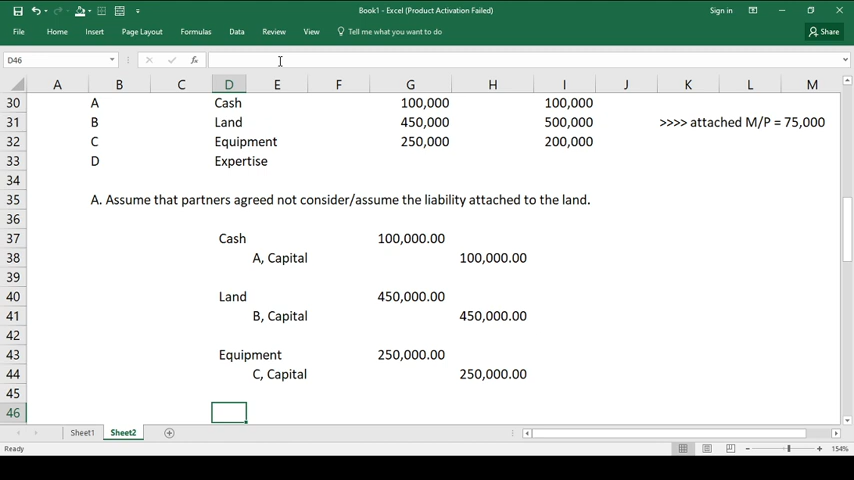 Book1 - Excel (Product Activation Failed)
Sign in
File Home Insert Page Layout Formulas Data Review View Tell me what you want to do Share
D46 fx
A B C D E F G H I J K L M
30 A Cash 100,000 100,000
31 B Land 450,000 500,000 >>>> attached M/P = 75,000
32 C Equipment 250,000 200,000
33 D Expertise
34
35 A. Assume that partners agreed not consider/assume the liability attached to the land.
36
37 Cash 100,000.00
38 A, Capital 100,000.00
39
40 Land 450,000.00
41 B, Capital 450,000.00
42
43 Equipment 250,000.00
44 C, Capital 250,000.00
45
46
Sheet1 Sheet2
Ready 154%